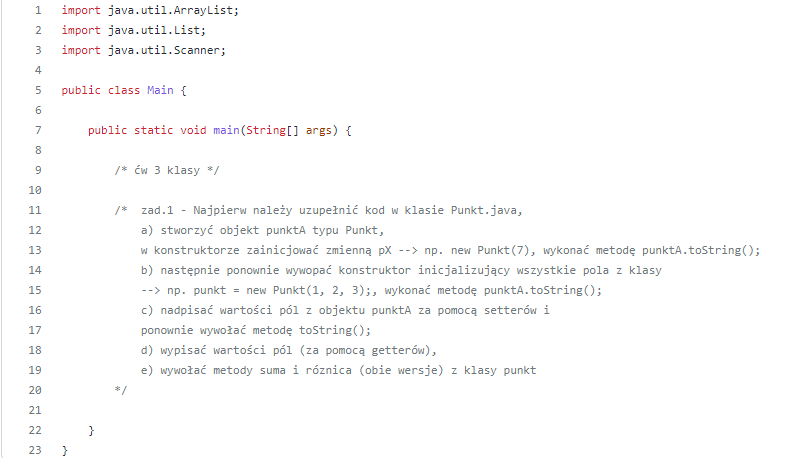 1 import java.util.ArrayList;
2 import java.util.List;
3 import java.util.Scanner;
4
5 public class Main {
6
7 public static void main(String[] args) {
8
9 /* ćw 3 klasy */
10
11 /* zad.1 - Najpierw należy uzupełnić kod w klasie Punkt.java,
12 a) stworzyć objekt punktA typu Punkt,
13 w konstruktorze zainicjować zmienną pX --> np. new Punkt(7), wykonać metodę punktA.toString();
14 b) następnie ponownie wywopać konstruktor inicjalizujący wszystkie pola z klasy
15 --> np. punkt = new Punkt(1, 2, 3);, wykonać metodę punktA.toString();
16 c) nadpisać wartości pól z objektu punktA za pomocą setterów i
17 ponownie wywołać metodę toString();
18 d) wypisać wartości pól (za pomocą getterów),
19 e) wywołać metody suma i róznica (obie wersje) z klasy punkt
20 */
21
22 }
23 }